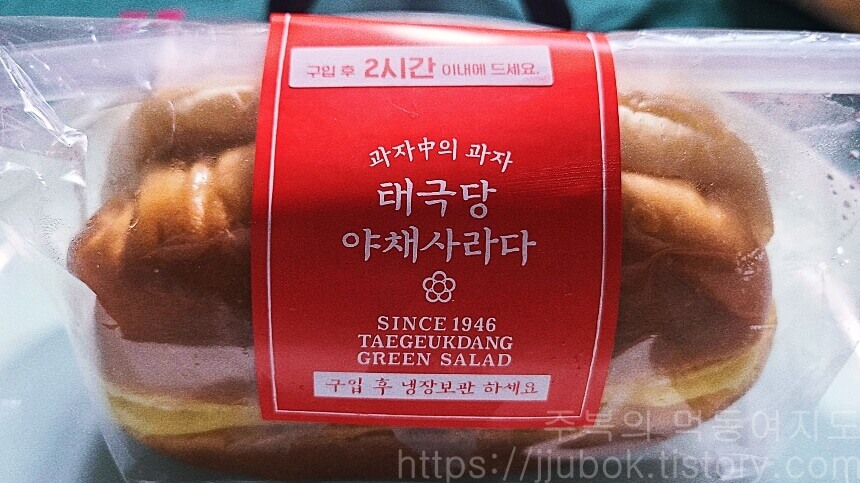 구입 후 2시간 이내에 드세요.
과자中의 과자
태극당
야채사라다
SINCE 1946
TAEGEUKDANG
GREEN SALAD
구입 후 냉장보관 하세요
주복의 먹동여지도
https://jjubok.tistory.com